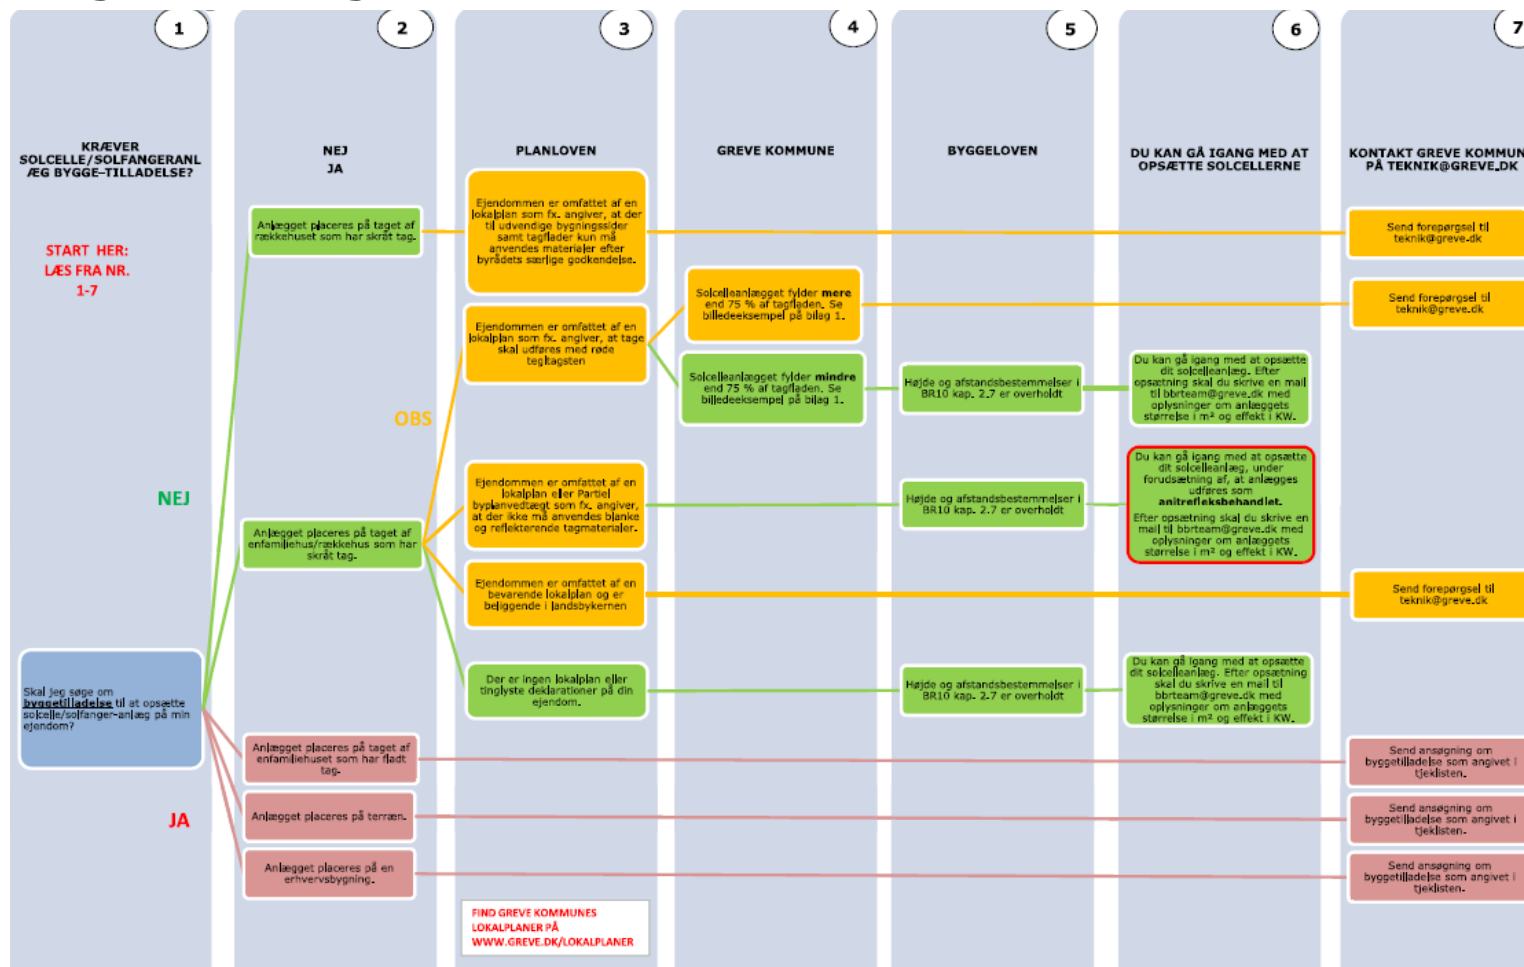 1
2
3
4
5
6
7
KRÆVER
SOLCELLE/SOLFANGERANL
ÆG BYGGE-TILLADELSE?
START HER:
LÆS FRA NR.
1-7
NEJ
JA
Skal jeg søge om
byggetilladelse til at opsætte
solcelle/solfanger-anlæg på min
ejendom?
NEJ
JA
Anlægget placeres på taget af
rækkehuset som har skråt tag.
OBS
Anlægget placeres på taget af
enfamiliehus/rækkehus som har
skråt tag.
Anlægget placeres på taget af
enfamiliehuset som har fladt
tag.
Anlægget placeres på terræn.
Anlægget placeres på en
erhvervsbygning.
PLANLOVEN
Ejendommen er omfattet af en
lokalplan som fx. angiver, at der
til udvendige bygningssider
samt tagflader kun må
anvendes materialer efter
byrådets særlige godkendelse.
Ejendommen er omfattet af en
lokalplan som fx. angiver, at tage
skal udføres med røde
tegltagsten
Ejendommen er omfattet af en
lokalplan eller Partiel
byplanvedtægt som fx. angiver,
at der ikke må anvendes blanke
og reflekterende tagmaterialer.
Ejendommen er omfattet af en
bevarende lokalplan og er
beliggende i landsbykernen
Der er ingen lokalplan eller
tinglyste deklarationer på din
ejendom.
FIND GREVE KOMMUNES
LOKALPLANER PÅ
WWW.GREVE.DK/LOKALPLANER
GREVE KOMMUNE
Solcelleanlægget fylder mere
end 75 % af tagfladen. Se
billedeeksempel på bilag 1.
Solcelleanlægget fylder mindre
end 75 % af tagfladen. Se
billedeeksempel på bilag 1.
BYGGELOVEN
Højde og afstandsbestemmelser i
BR10 kap. 2.7 er overholdt
Højde og afstandsbestemmelser i
BR10 kap. 2.7 er overholdt
Højde og afstandsbestemmelser i
BR10 kap. 2.7 er overholdt
DU KAN GÅ IGANG MED AT
OPSÆTTE SOLCELLERNE
Du kan gå igang med at opsætte
dit solcelleanlæg. Efter
opsætning skal du skrive en mail
til bbrteam@greve.dk med
oplysninger om anlæggets
størrelse i m² og effekt i KW.
Du kan gå igang med at opsætte
dit solcelleanlæg, under
forudsætning af, at anlægges
udføres som
anitrefleksbehandlet.
Efter opsætning skal du skrive en
mail til bbrteam@greve.dk med
oplysninger om anlæggets
størrelse i m² og effekt i KW.
Du kan gå igang med at opsætte
dit solcelleanlæg. Efter opsætning
skal du skrive en mail til
bbrteam@greve.dk med
oplysninger om anlæggets
størrelse i m² og effekt i KW.
KONTAKT GREVE KOMMUN
PÅ TEKNIK@GREVE.DK
Send forepørgsel til
teknik@greve.dk
Send forepørgsel til
teknik@greve.dk
Send forepørgsel til
teknik@greve.dk
Send ansøgning om
byggetilladelse som angivet i
tjeklisten.
Send ansøgning om
byggetilladelse som angivet i
tjeklisten.
Send ansøgning om
byggetilladelse som angivet i
tjeklisten.